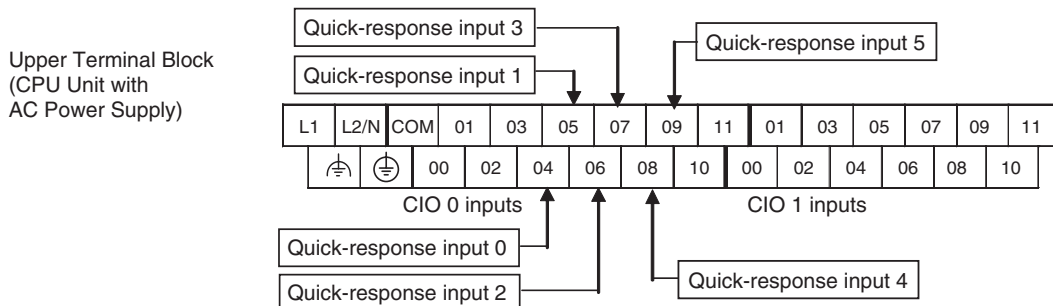 Quick-response input 3
Quick-response input 5
Upper Terminal Block
(CPU Unit with
AC Power Supply)
Quick-response input 1
L1 L2/N COM 01 03 05 07 09 11 01 03 05 07 09 11
00 02 04 06 08 10 00 02 04 06 08 10
CIO 0 inputs
CIO 1 inputs
Quick-response input 0
Quick-response input 2
Quick-response input 4